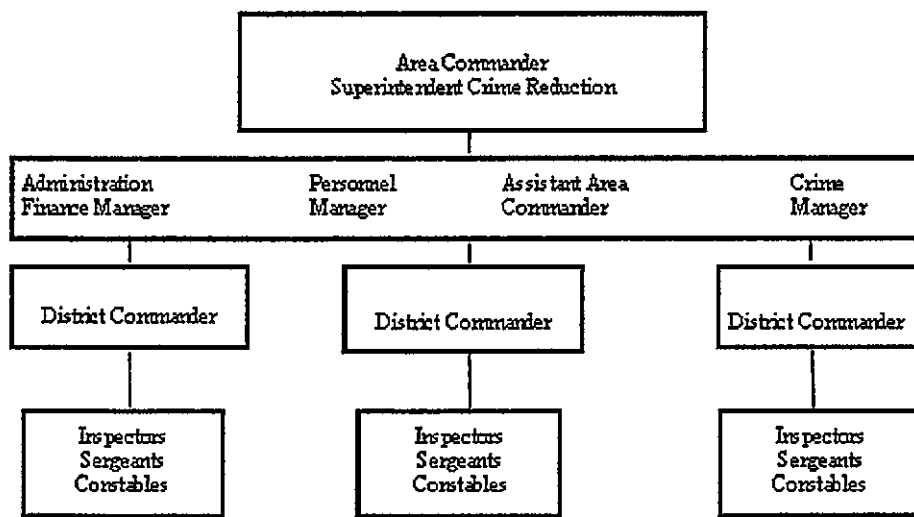 Area Commander
Superintendent Crime Reduction
Administration
Finance Manager
Personnel
Manager
Assistant Area
Commander
Crime
Manager
District Commander
District Commander
District Commander
Inspectors
Sergeants
Constables
Inspectors
Sergeants
Constables
Inspectors
Sergeants
Constables